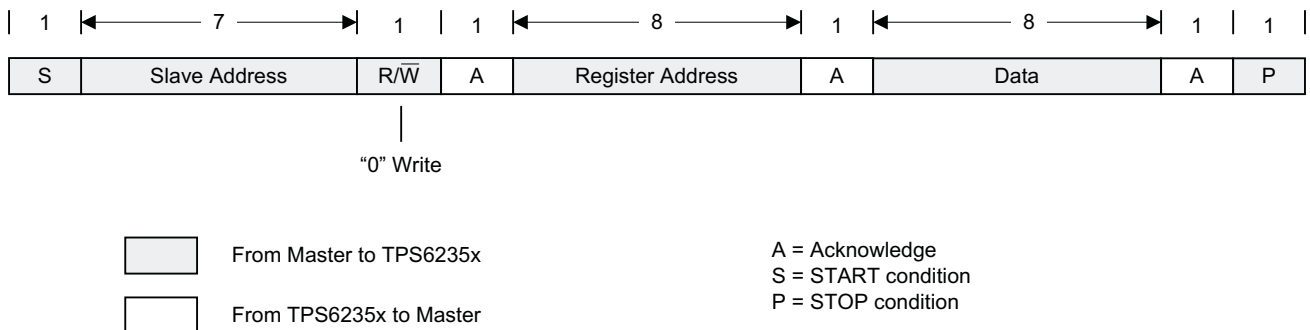 1 7 1 1 8 1 8 1 1
S Slave Address R/W̅ A Register Address A Data A P
“0” Write
From Master to TPS6235x
From TPS6235x to Master
A = Acknowledge
S = START condition
P = STOP condition